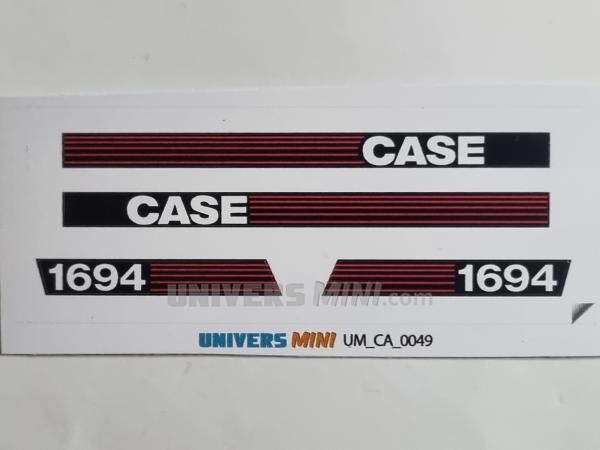 CASE
CASE
1694 1694
UNIVERS MINI.com
UNIVERS MINI UM_CA_0049